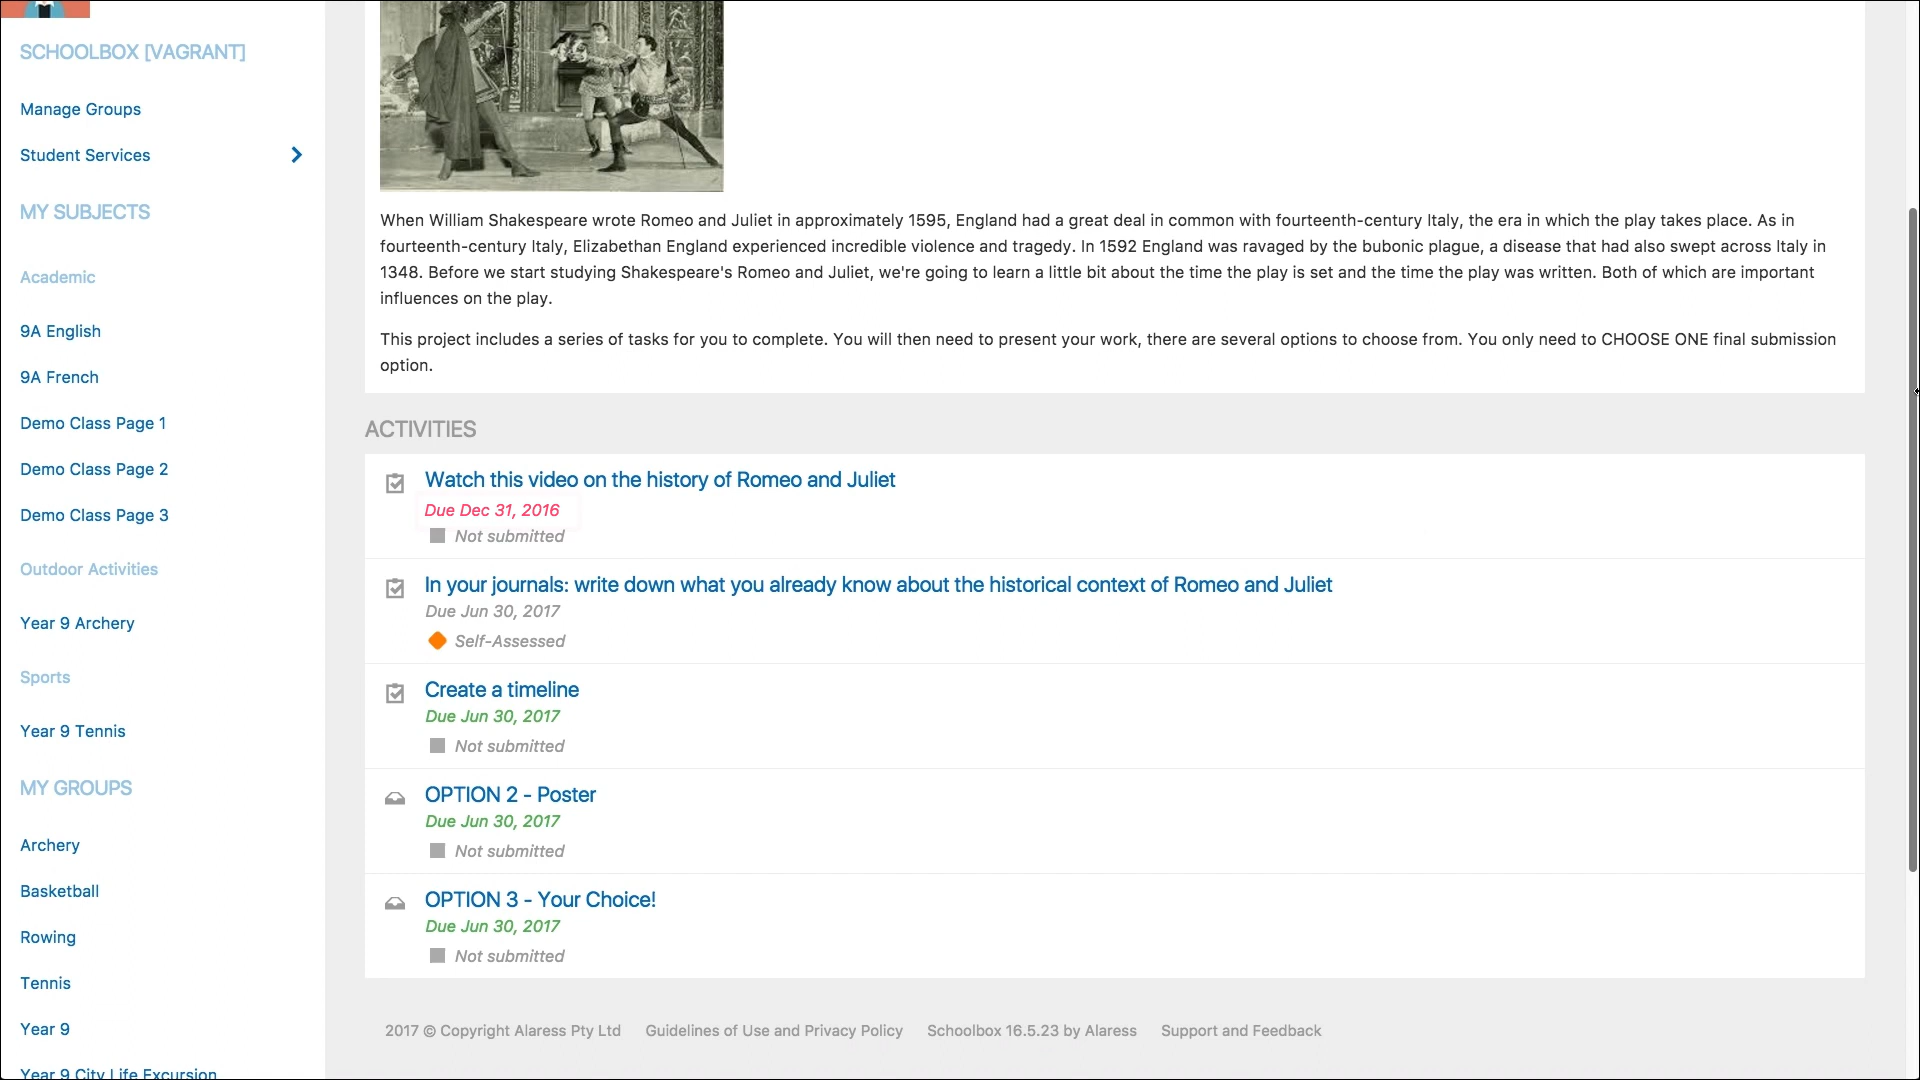 SCHOOLBOX [VAGRANT]
Manage Groups
Student Services
MY SUBJECTS
Academic
9A English
9A French
Demo Class Page 1
Demo Class Page 2
Demo Class Page 3
Outdoor Activities
Year 9 Archery
Sports
Year 9 Tennis
MY GROUPS
Archery
Basketball
Rowing
Tennis
Year 9
Year 9 City Life Excursion
When William Shakespeare wrote Romeo and Juliet in approximately 1595, England had a great deal in common with fourteenth-century Italy, the era in which the play takes place. As in
fourteenth-century Italy, Elizabethan England experienced incredible violence and tragedy. In 1592 England was ravaged by the bubonic plague, a disease that had also swept across Italy in
1348. Before we start studying Shakespeare's Romeo and Juliet, we're going to learn a little bit about the time the play is set and the time the play was written. Both of which are important
influences on the play.
This project includes a series of tasks for you to complete. You will then need to present your work, there are several options to choose from. You only need to CHOOSE ONE final submission
option.
ACTIVITIES
Watch this video on the history of Romeo and Juliet
Due Dec 31, 2016
Not submitted
In your journals: write down what you already know about the historical context of Romeo and Juliet
Due Jun 30, 2017
Self-Assessed
Create a timeline
Due Jun 30, 2017
Not submitted
OPTION 2 - Poster
Due Jun 30, 2017
Not submitted
OPTION 3 - Your Choice!
Due Jun 30, 2017
Not submitted
2017 © Copyright Alaress Pty Ltd Guidelines of Use and Privacy Policy Schoolbox 16.5.23 by Alaress Support and Feedback